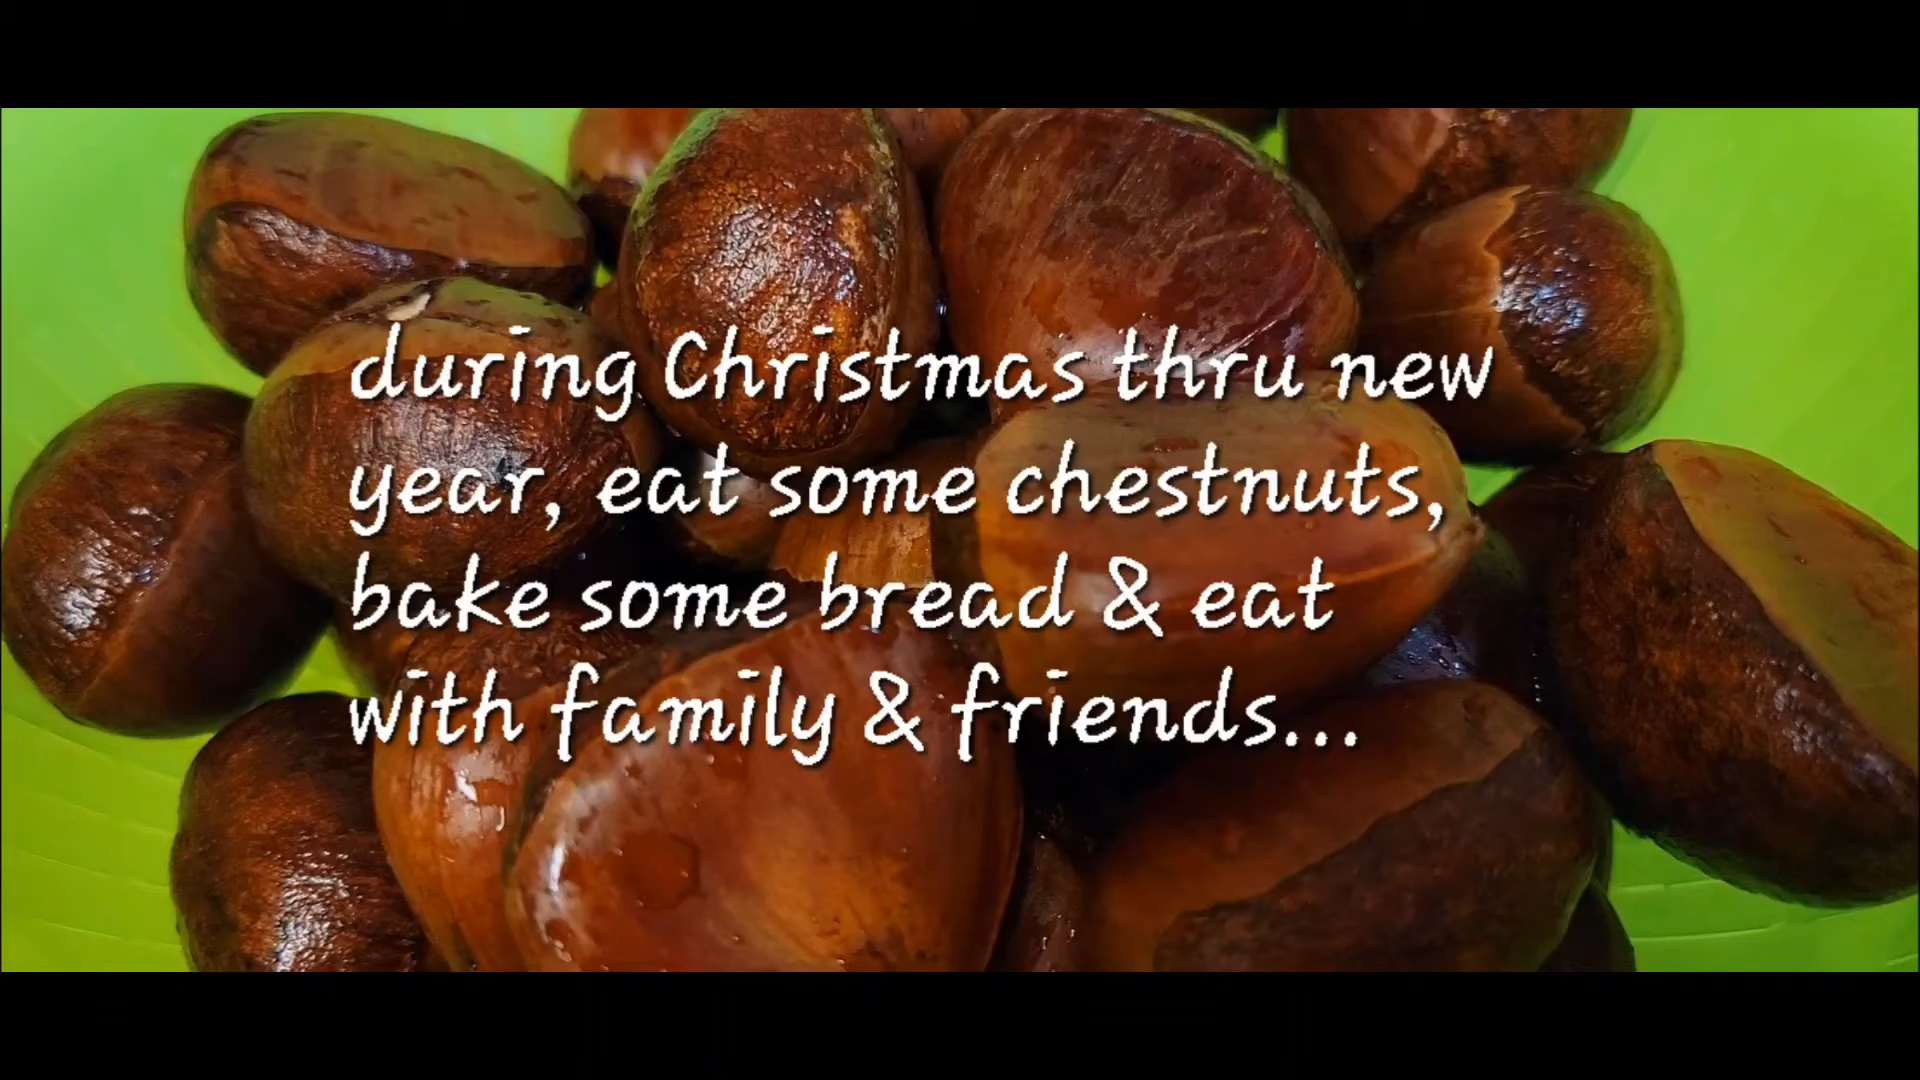 during Christmas thru new
year, eat some chestnuts,
bake some bread & eat
with family & friends...